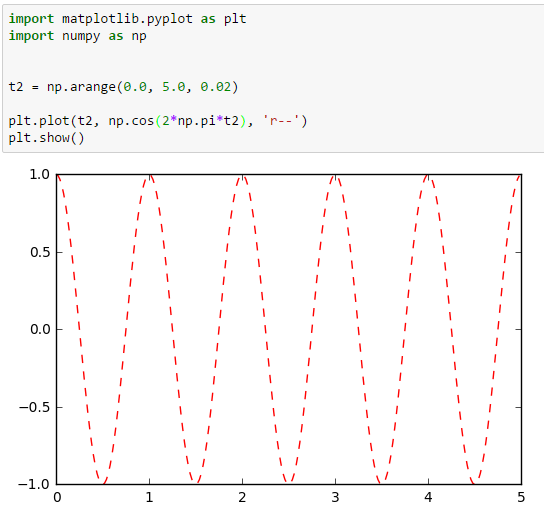 import matplotlib.pyplot as plt
import numpy as np
t2 = np.arange(0.0, 5.0, 0.02)
plt.plot(t2, np.cos(2*np.pi*t2), 'r--')
plt.show()
1.0
0.5
0.0
−0.5
−1.0
0 1 2 3 4 5